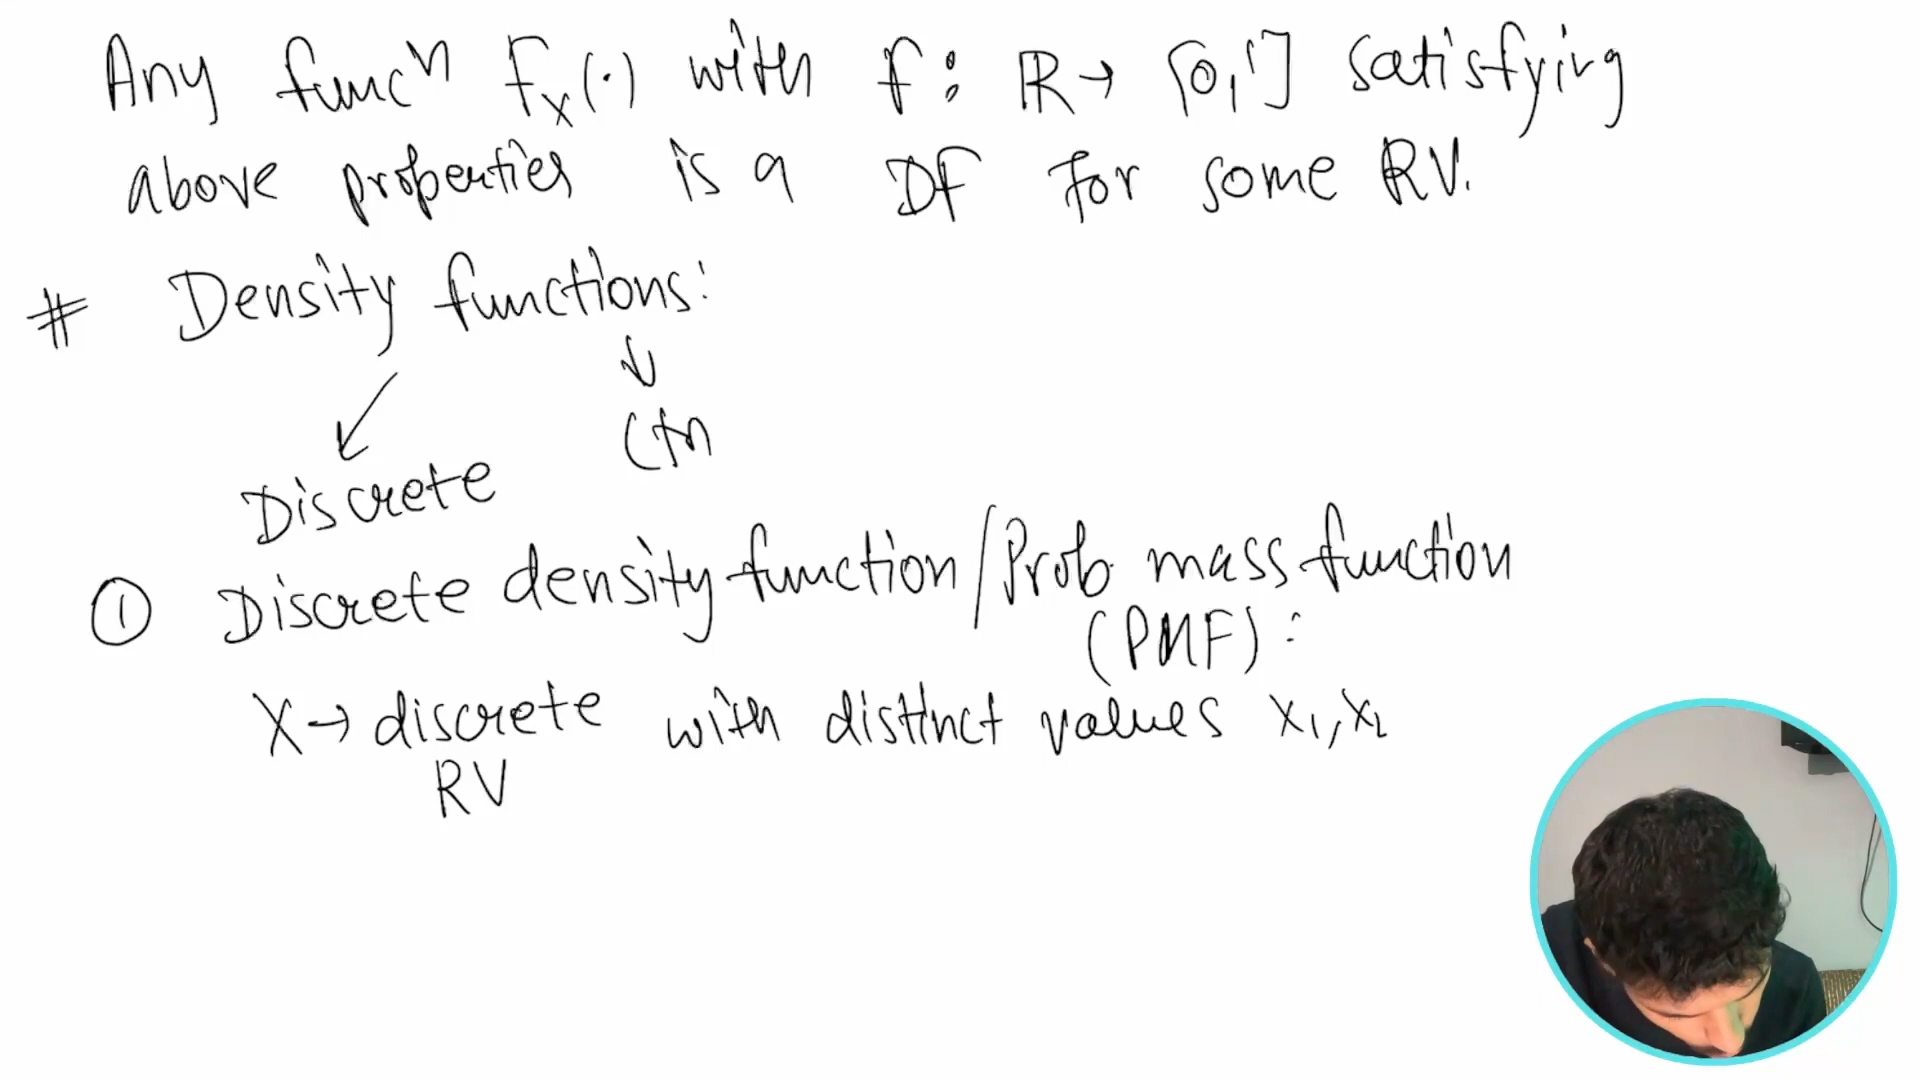 Any funcⁿ Fₓ(·) with f: ℝ → [0,1] satisfying
above properties is a DF for some RV.
# Density functions:
Discrete
Ctn
① Discrete density function/Prob. mass function
(PMF):
X → discrete with distinct values x₁, x₂
RV